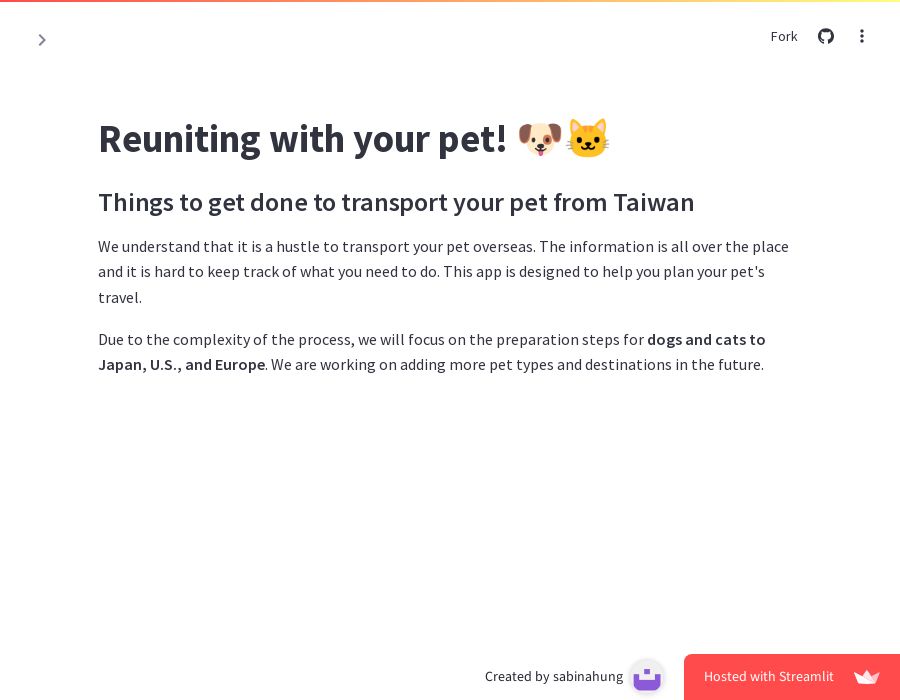 Fork
Reuniting with your pet! 🐶🐱
Things to get done to transport your pet from Taiwan
We understand that it is a hustle to transport your pet overseas. The information is all over the place
and it is hard to keep track of what you need to do. This app is designed to help you plan your pet's
travel.
Due to the complexity of the process, we will focus on the preparation steps for dogs and cats to
Japan, U.S., and Europe. We are working on adding more pet types and destinations in the future.
Created by sabinahung
Hosted with Streamlit